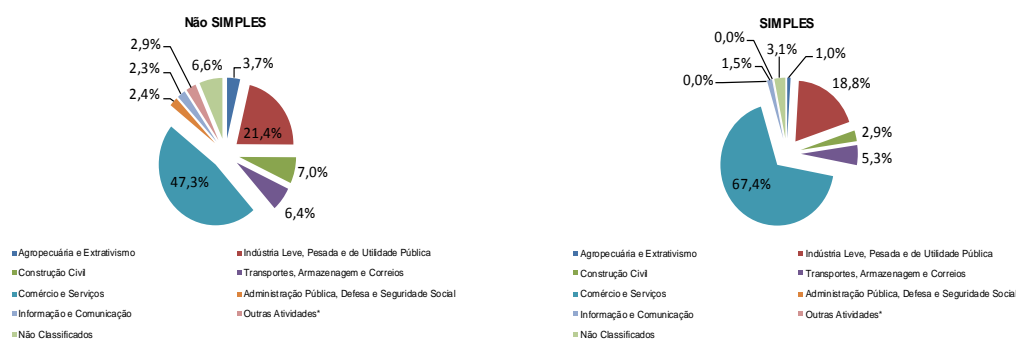 Não SIMPLES
2,9%
6,6%
3,7%
2,3%
2,4%
21,4%
47,3%
7,0%
6,4%
Agropecuária e Extrativismo
Indústria Leve, Pesada e de Utilidade Pública
Construção Civil
Transportes, Armazenagem e Correios
Comércio e Serviços
Administração Pública, Defesa e Seguridade Social
Informação e Comunicação
Outras Atividades*
Não Classificados
SIMPLES
0,0%
3,1%
1,0%
1,5%
0,0%
18,8%
2,9%
5,3%
67,4%
Agropecuária e Extrativismo
Indústria Leve, Pesada e de Utilidade Pública
Construção Civil
Transportes, Armazenagem e Correios
Comércio e Serviços
Administração Pública, Defesa e Seguridade Social
Informação e Comunicação
Outras Atividades*
Não Classificados